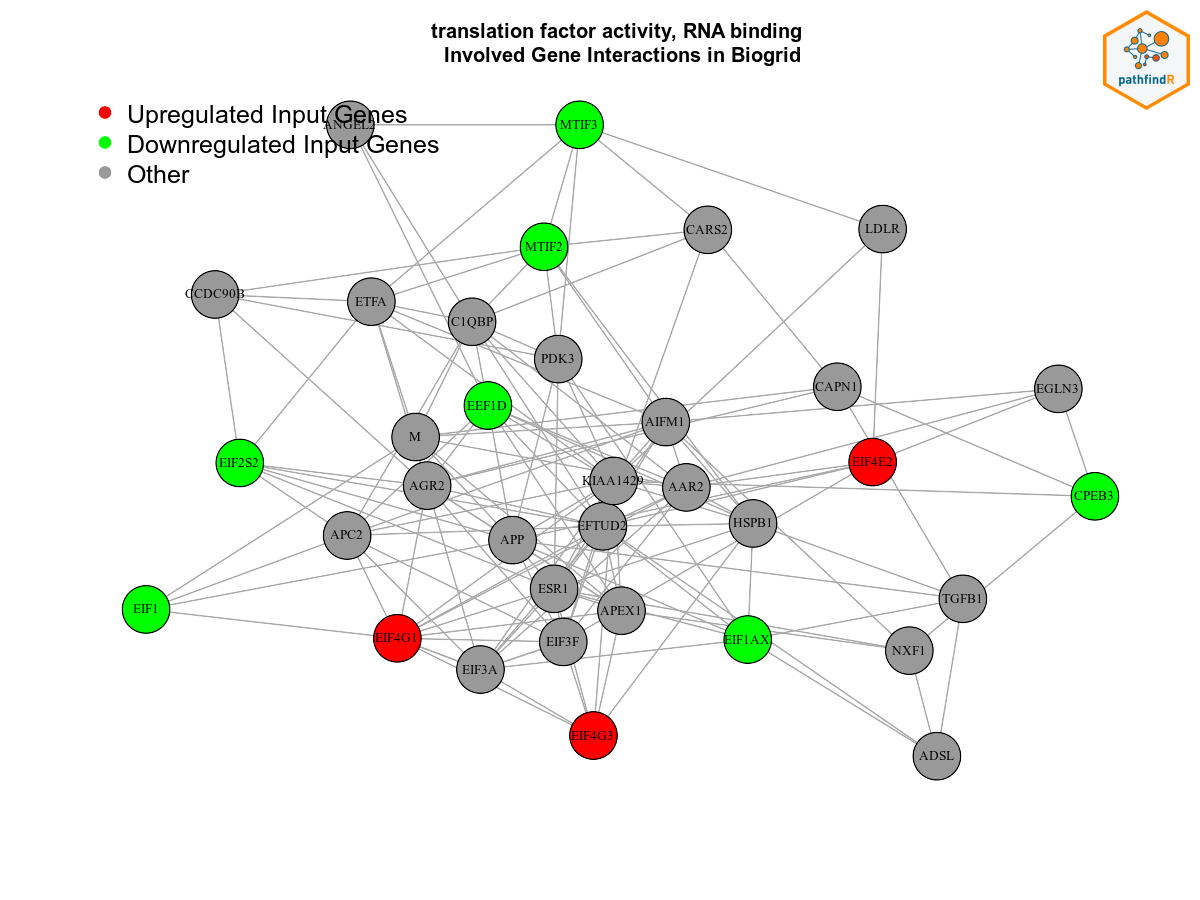 translation factor activity, RNA binding
Involved Gene Interactions in Biogrid
pathfindR
Upregulated Input Genes
Downregulated Input Genes
Other
ANGEL2
MTIF3
CARS2
LDLR
MTIF2
CCDC90B
ETFA
C1QBP
PDK3
CAPN1
EGLN3
EEF1D
AIFM1
M
EIF2S2
EIF4E2
AGR2
KIAA1429
AAR2
CPEB3
APC2
APP
EFTUD2
HSPB1
ESR1
TGFB1
EIF1
APEX1
EIF4G1
EIF3F
EIF1AX
NXF1
EIF3A
EIF4G3
ADSL